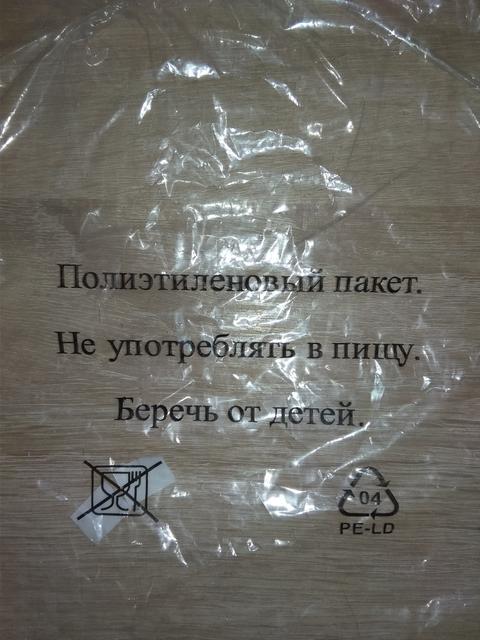 Полиэтиленовый пакет.
Не употреблять в пищу.
Беречь от детей.
04
PE-LD